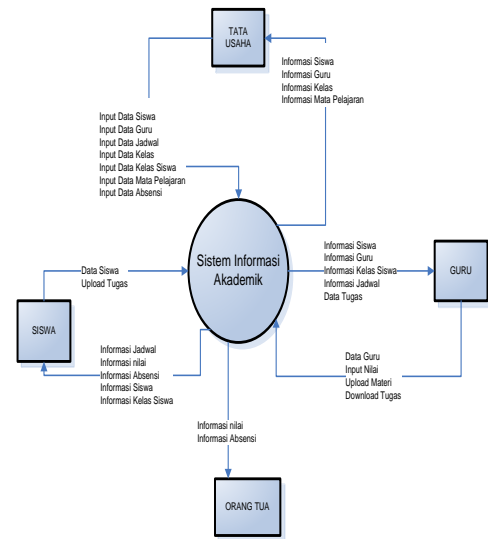 TATA
USAHA
Informasi Siswa
Informasi Guru
Informasi Kelas
Informasi Mata Pelajaran
Input Data Siswa
Input Data Guru
Input Data Jadwal
Input Data Kelas
Input Data Kelas Siswa
Input Data Mata Pelajaran
Input Data Absensi
Sistem Informasi
Akademik
Informasi Siswa
Informasi Guru
Informasi Kelas Siswa
Informasi Jadwal
Data Tugas
GURU
Data Siswa
Upload Tugas
SISWA
Informasi Jadwal
Informasi nilai
Informasi Absensi
Informasi Siswa
Informasi Kelas Siswa
Data Guru
Input Nilai
Upload Materi
Download Tugas
Informasi nilai
Informasi Absensi
ORANG TUA